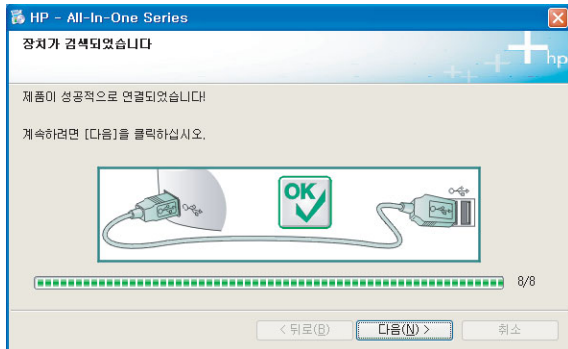 HP - All-In-One Series
장치가 검색되었습니다
hp
제품이 성공적으로 연결되었습니다!
계속하려면 [다음]을 클릭하십시오.
OK
8/8
< 뒤로(B) 다음(N) > 취소